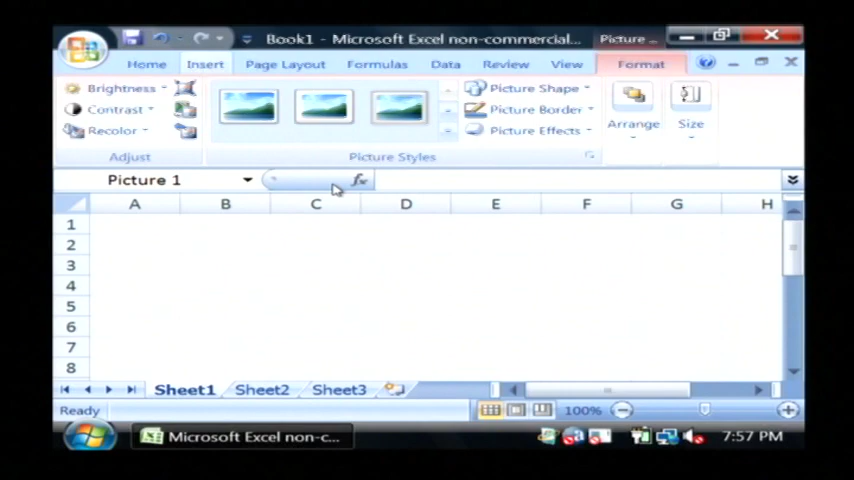 Book1 - Microsoft Excel non-commercial... Picture ...
Home Insert Page Layout Formulas Data Review View Format
Brightness Picture Shape
Contrast Picture Border
Recolor Picture Effects Arrange Size
Adjust Picture Styles
Picture 1 fx
A B C D E F G H
1
2
3
4
5
6
7
8
Sheet1 Sheet2 Sheet3
Ready 100%
Microsoft Excel non-c... 7:57 PM